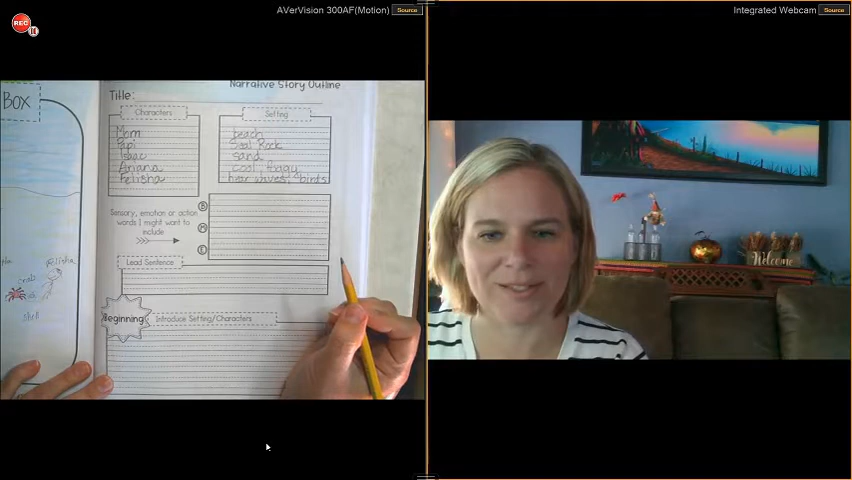 REC
AVerVision 300AF(Motion) Source
Integrated Webcam Source
BOX
Narrative Story Outline
Title:
Characters
Mom
Papi
Isaac
Ariana
Felisha
Setting
beach
Seal Rock
sand
cool, foggy
hear waves, birds
Sensory, emotion or action
words I might want to
include
B
M
E
Lead Sentence
Beginning
Introduce Setting/Characters
Felisha
crab
shell
Welcome